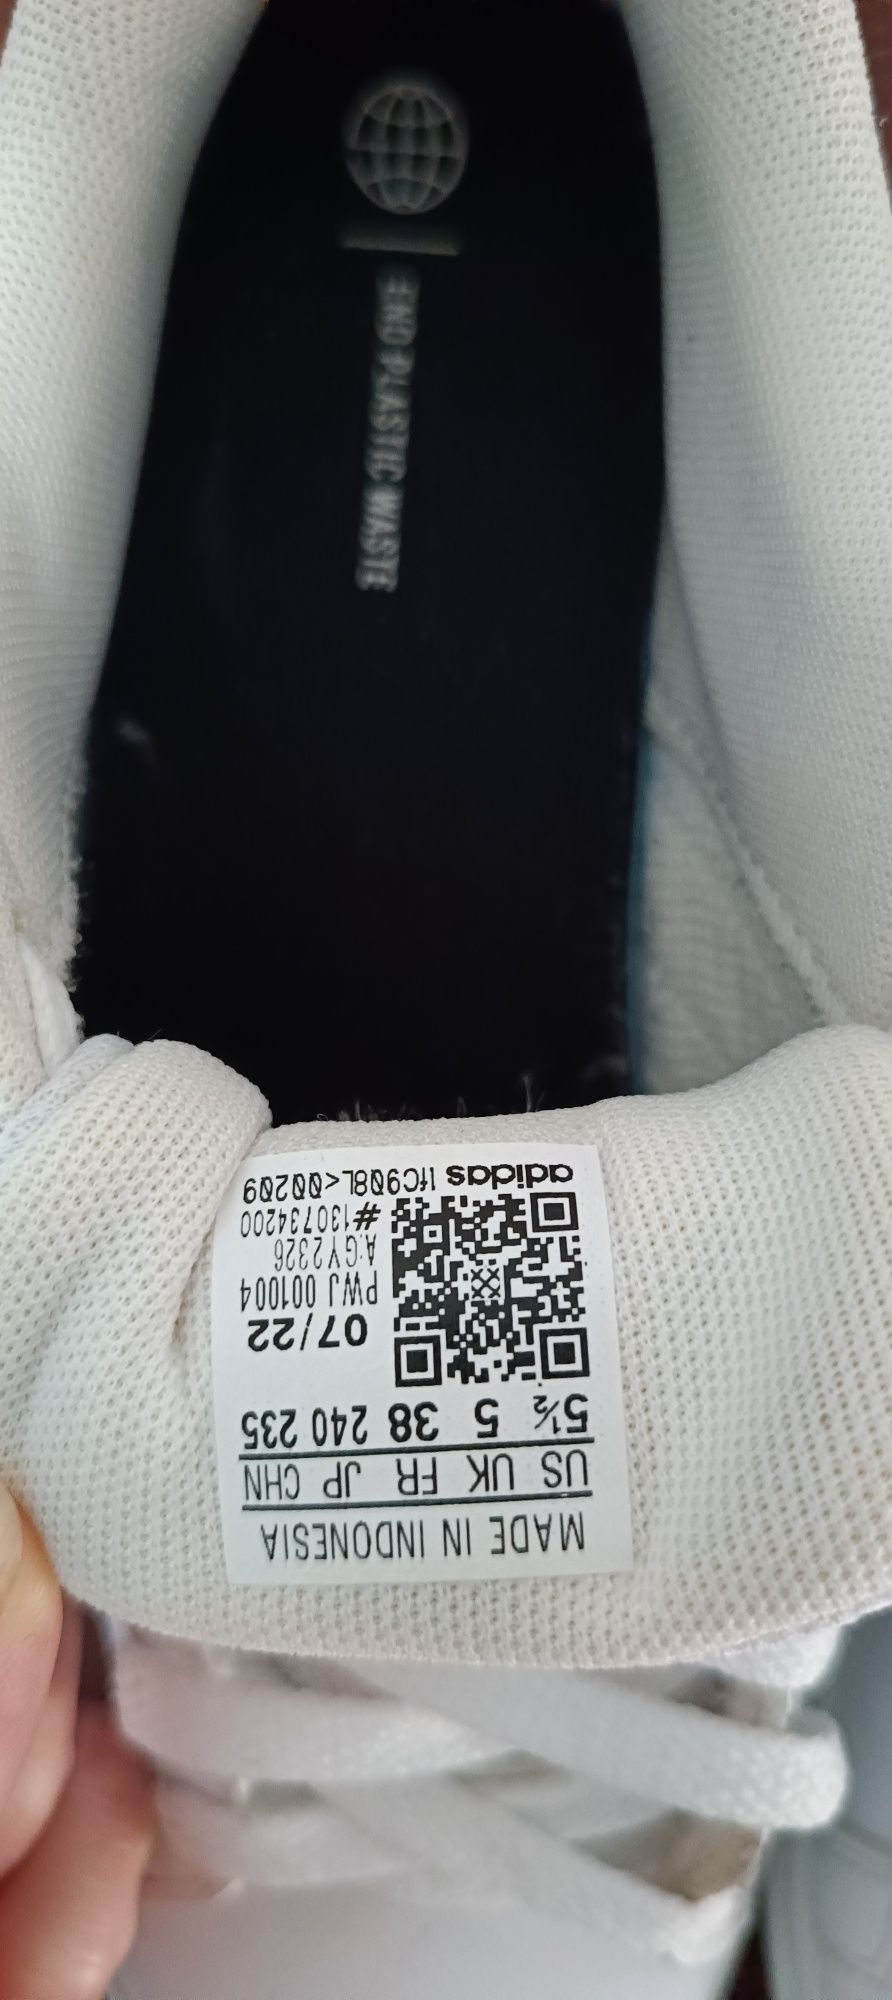 END PLASTIC WASTE
MADE IN INDONESIA
US UK FR JP CHN
5½ 5 38 240 235
07/22
PWJ 001004
A:GY2326
#130734200
adidas IfC908L<00209